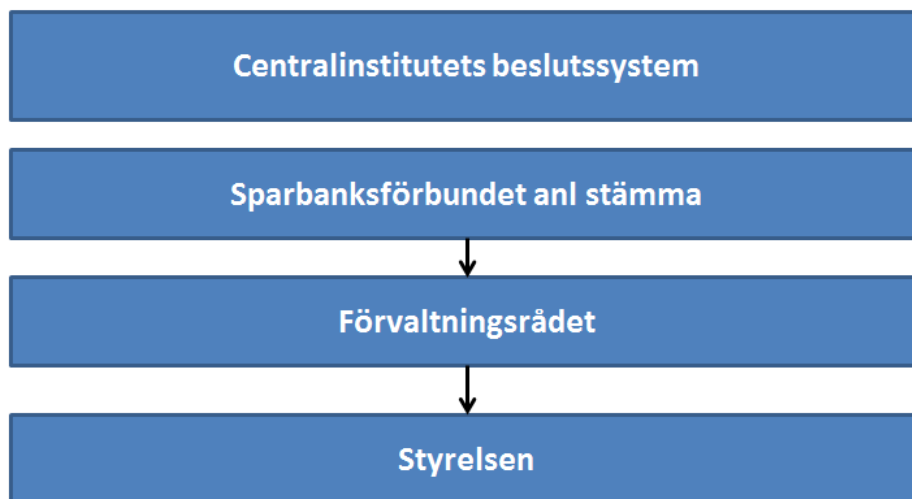 Centralinstitutets beslutssystem
Sparbanksförbundet anl stämma
Förvaltningsrådet
Styrelsen